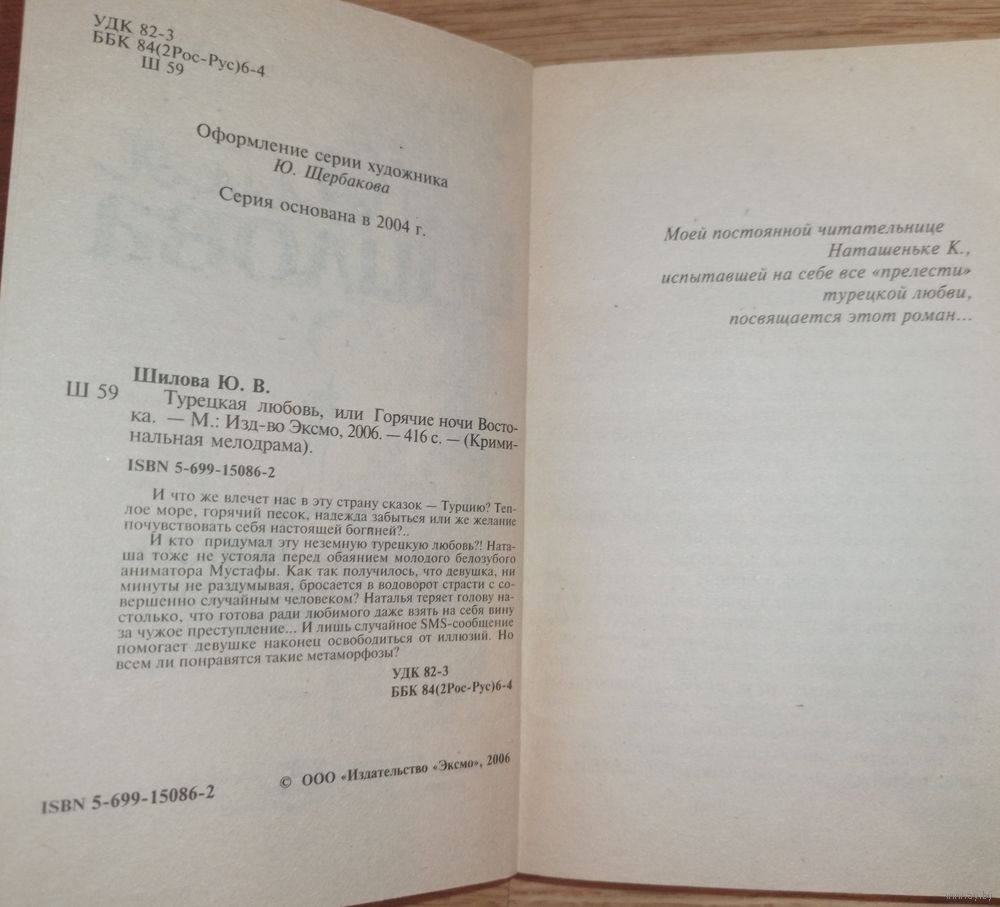 УДК 82-3
ББК 84(2Рос-Рус)6-4
Ш 59
Оформление серии художника
Ю. Щербакова
Серия основана в 2004 г.
Шилова Ю. В.
Ш 59
Турецкая любовь, или Горячие ночи Восто-
ка. — М.: Изд-во Эксмо, 2006. — 416 с. — (Крими-
нальная мелодрама).
ISBN 5-699-15086-2
И что же влечет нас в эту страну сказок — Турцию? Теп-
лое море, горячий песок, надежда забыться или же желание
почувствовать себя настоящей богиней?..
И кто придумал эту неземную турецкую любовь?! Ната-
ша тоже не устояла перед обаянием молодого белозубого
аниматора Мустафы. Как так получилось, что девушка, ни
минуты не раздумывая, бросается в водоворот страсти с со-
вершенно случайным человеком? Наталья теряет голову на-
столько, что готова ради любимого даже взять на себя вину
за чужое преступление... И лишь случайное SMS-сообщение
помогает девушке наконец освободиться от иллюзий. Но
всем ли понравятся такие метаморфозы?
УДК 82-3
ББК 84(2Рос-Рус)6-4
© ООО «Издательство «Эксмо», 2006
ISBN 5-699-15086-2
Моей постоянной читательнице
Наташеньке К.,
испытавшей на себе все «прелести»
турецкой любви,
посвящается этот роман...